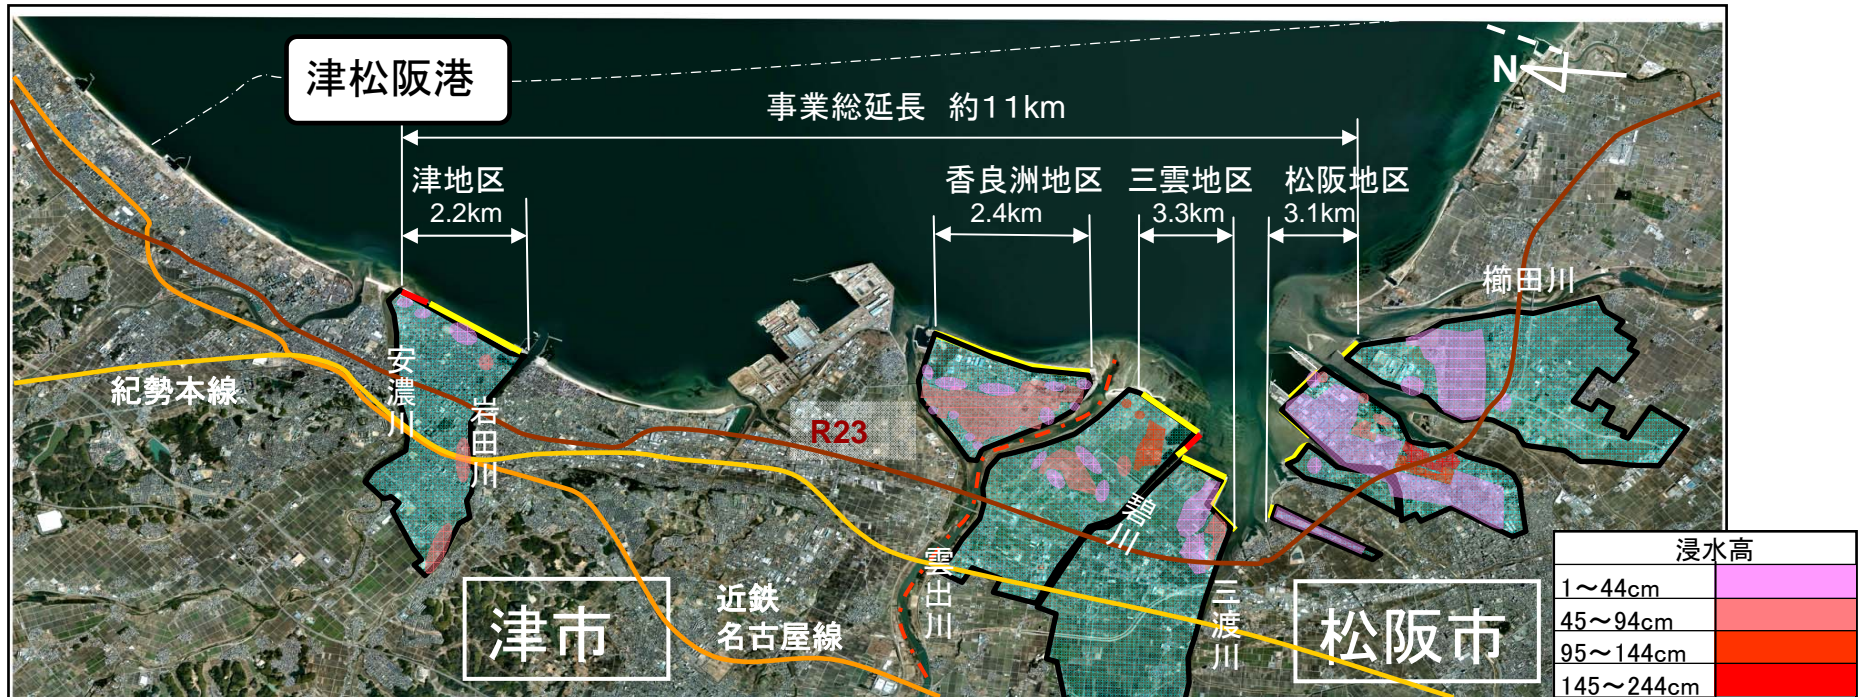 津松阪港
N
事業総延長 約11km
津地区
2.2km
香良洲地区
2.4km
三雲地区
3.3km
松阪地区
3.1km
櫛田川
安濃川
岩田川
紀勢本線
R23
碧川
雲出川
三渡川
近鉄
名古屋線
津市
松阪市
浸水高
1～44cm
45～94cm
95～144cm
145～244cm